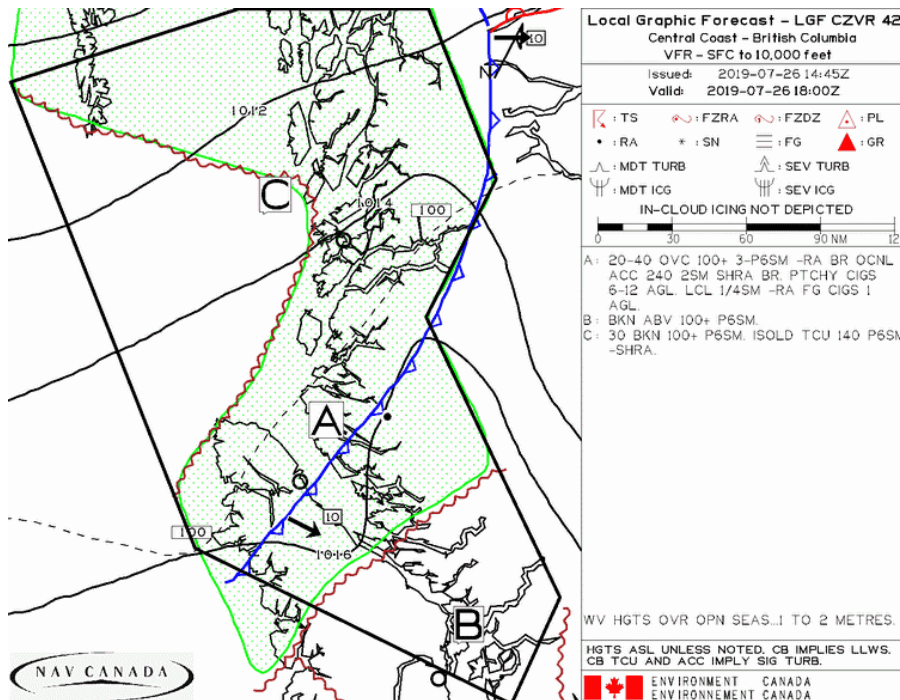 Local Graphic Forecast - LGF CZVR 42
Central Coast - British Columbia
VFR - SFC to 10,000 feet
Issued: 2019-07-26 14:45Z
Valid: 2019-07-26 18:00Z
: TS : FZRA : FZDZ : PL
: RA * : SN : FG : GR
: MDT TURB : SEV TURB
: MDT ICG : SEV ICG
IN-CLOUD ICING NOT DEPICTED
0 30 60 90 NM 12
A: 20-40 OVC 100+ 3-P6SM -RA BR OCNL
ACC 240 2SM SHRA BR. PTCHY CIGS
6-12 AGL. LCL 1/4SM -RA FG CIGS 1
AGL.
B: BKN ABV 100+ P6SM.
C: 30 BKN 100+ P6SM. ISOLD TCU 140 P6SM
-SHRA.
WV HGTS OVR OPN SEAS...1 TO 2 METRES.
HGTS ASL UNLESS NOTED. CB IMPLIES LLWS.
CB TCU AND ACC IMPLY SIG TURB.
ENVIRONMENT CANADA
ENVIRONNEMENT CANADA
10
N
1012
C
1014
100
A
10
100
1016
B
NAV CANADA